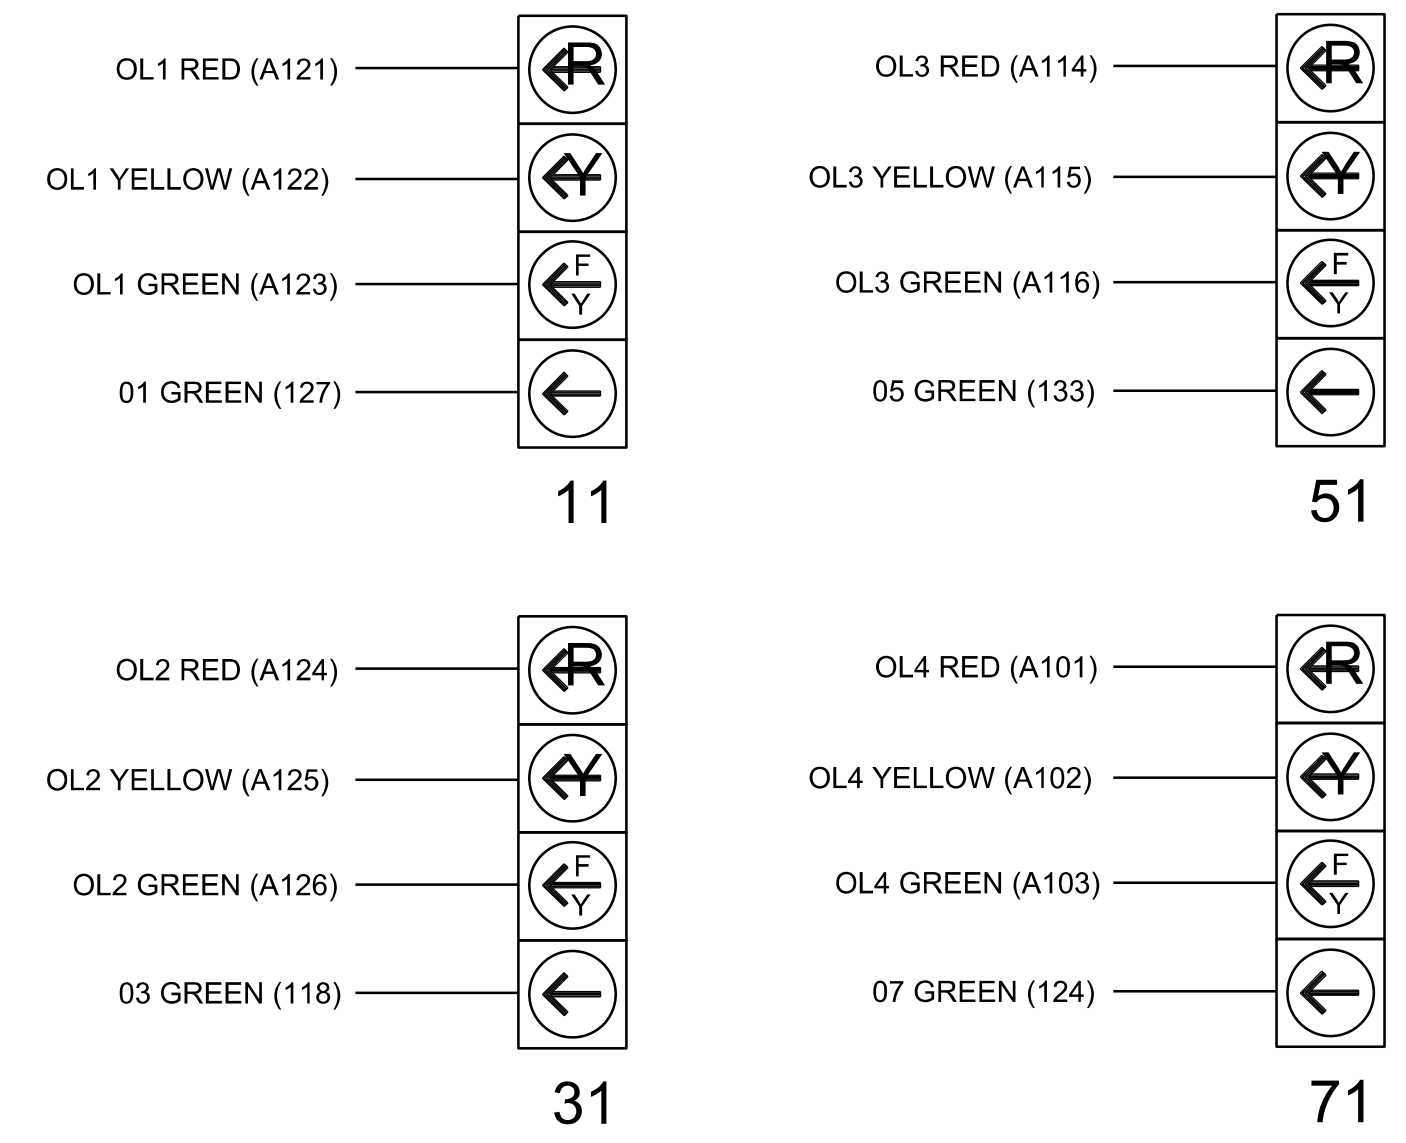 OL1 RED (A121)
R
OL1 YELLOW (A122)
Y
OL1 GREEN (A123)
F
Y
01 GREEN (127)
11
OL3 RED (A114)
R
OL3 YELLOW (A115)
Y
OL3 GREEN (A116)
F
Y
05 GREEN (133)
51
OL2 RED (A124)
R
OL2 YELLOW (A125)
Y
OL2 GREEN (A126)
F
Y
03 GREEN (118)
31
OL4 RED (A101)
R
OL4 YELLOW (A102)
Y
OL4 GREEN (A103)
F
Y
07 GREEN (124)
71